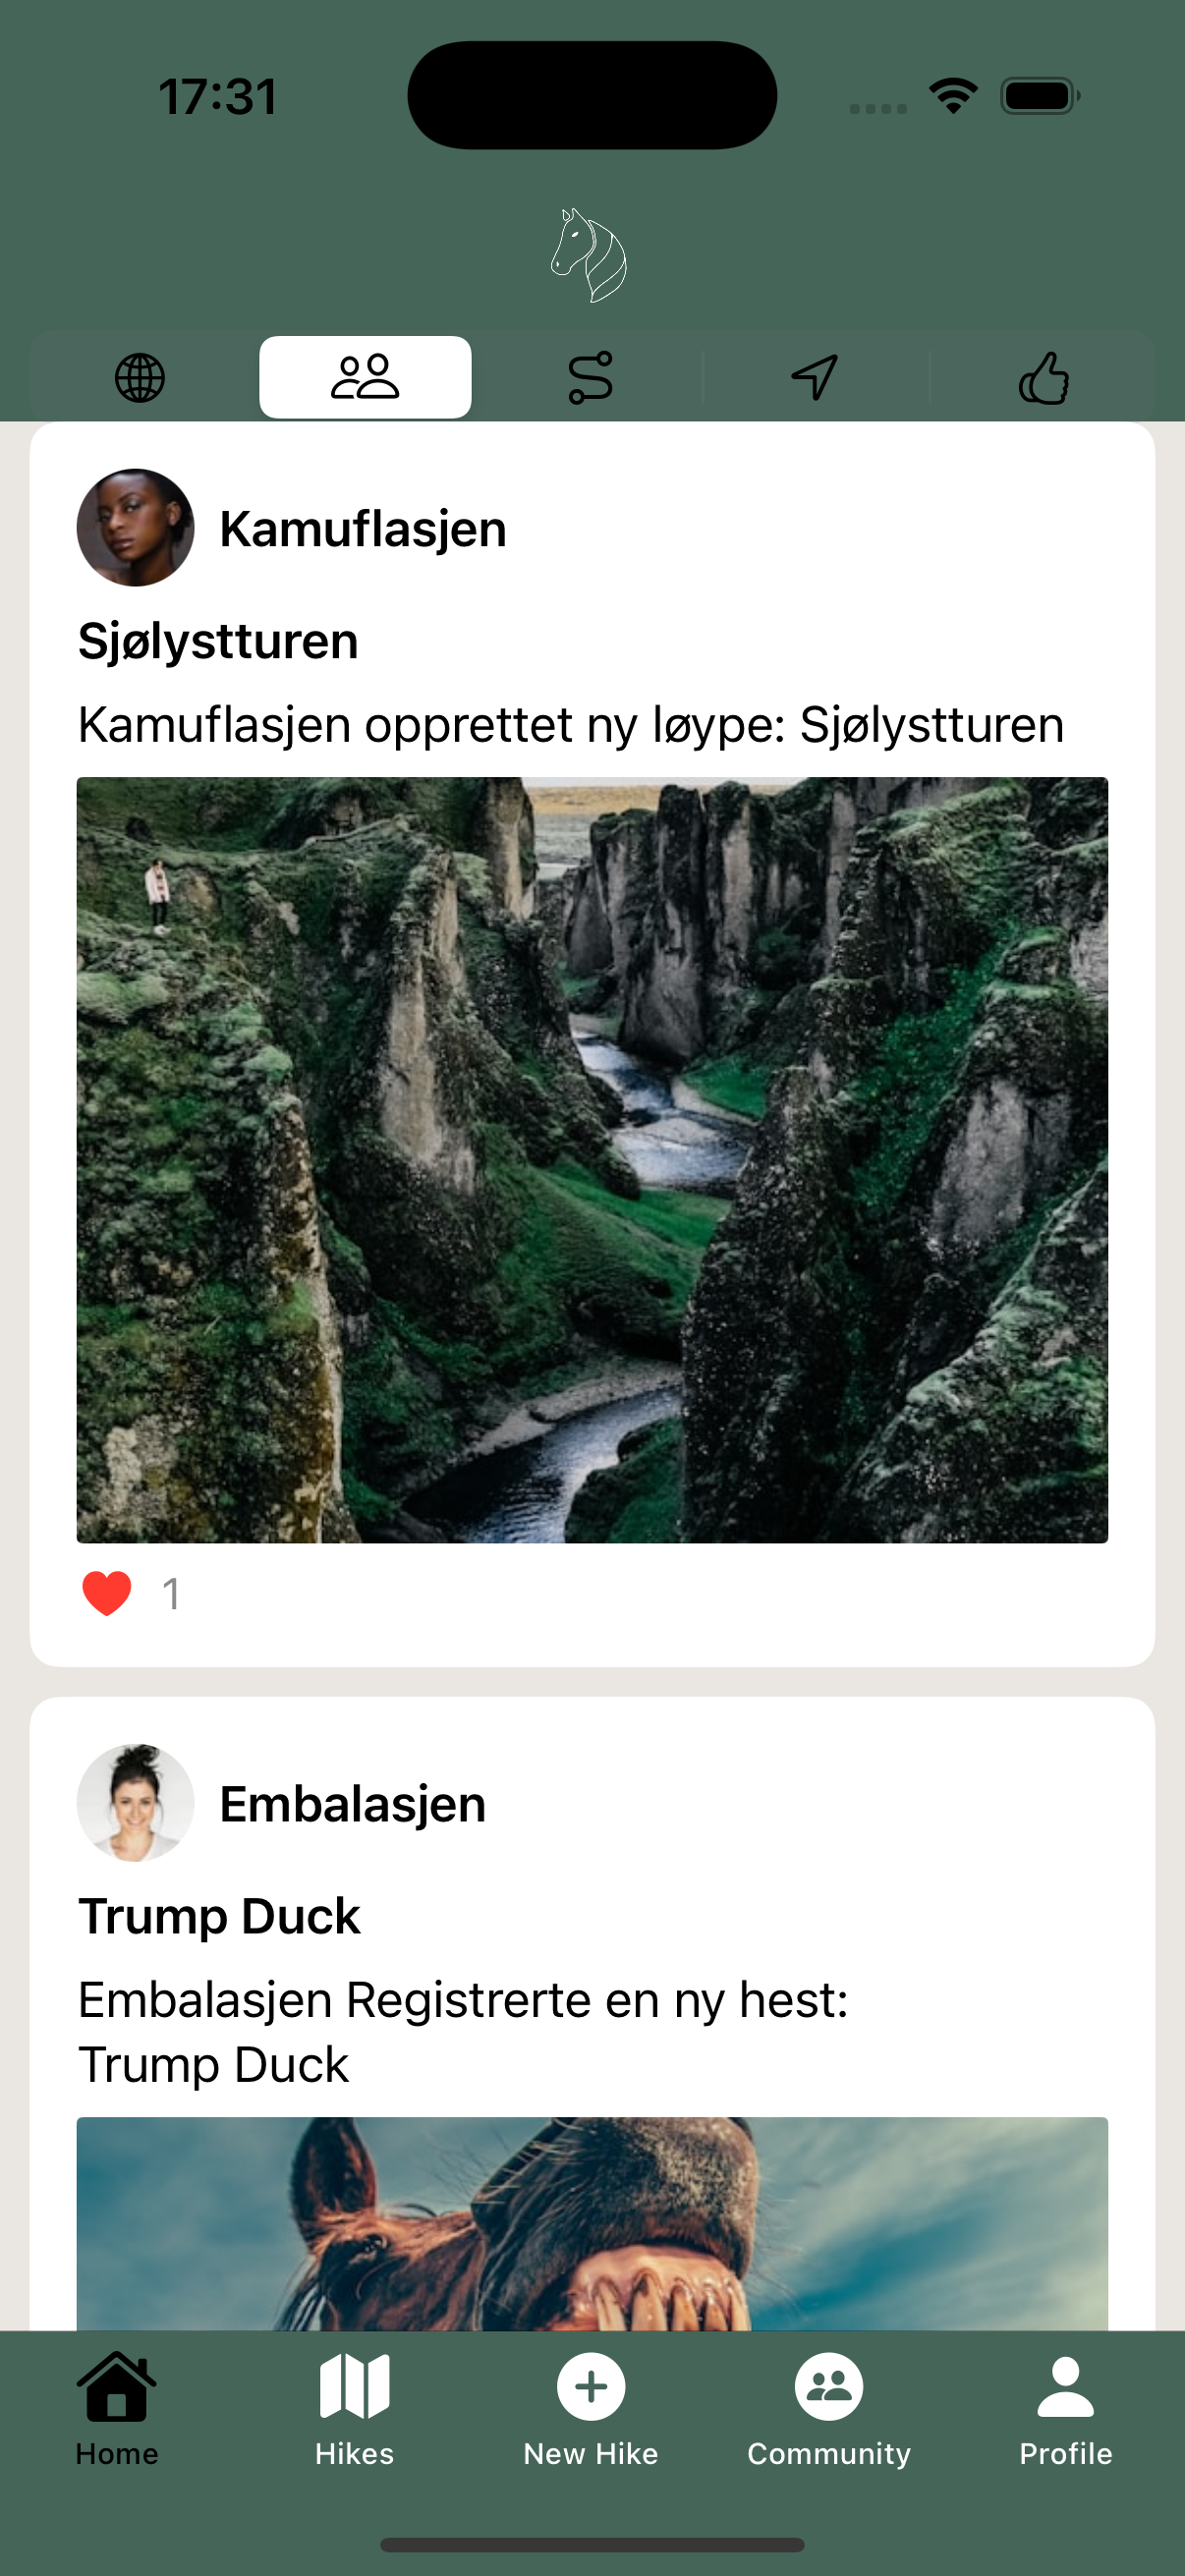 17:31
Kamuflasjen
Sjølystturen
Kamuflasjen opprettet ny løype: Sjølystturen
1
Embalasjen
Trump Duck
Embalasjen Registrerte en ny hest:
Trump Duck
Home
Hikes
New Hike
Community
Profile